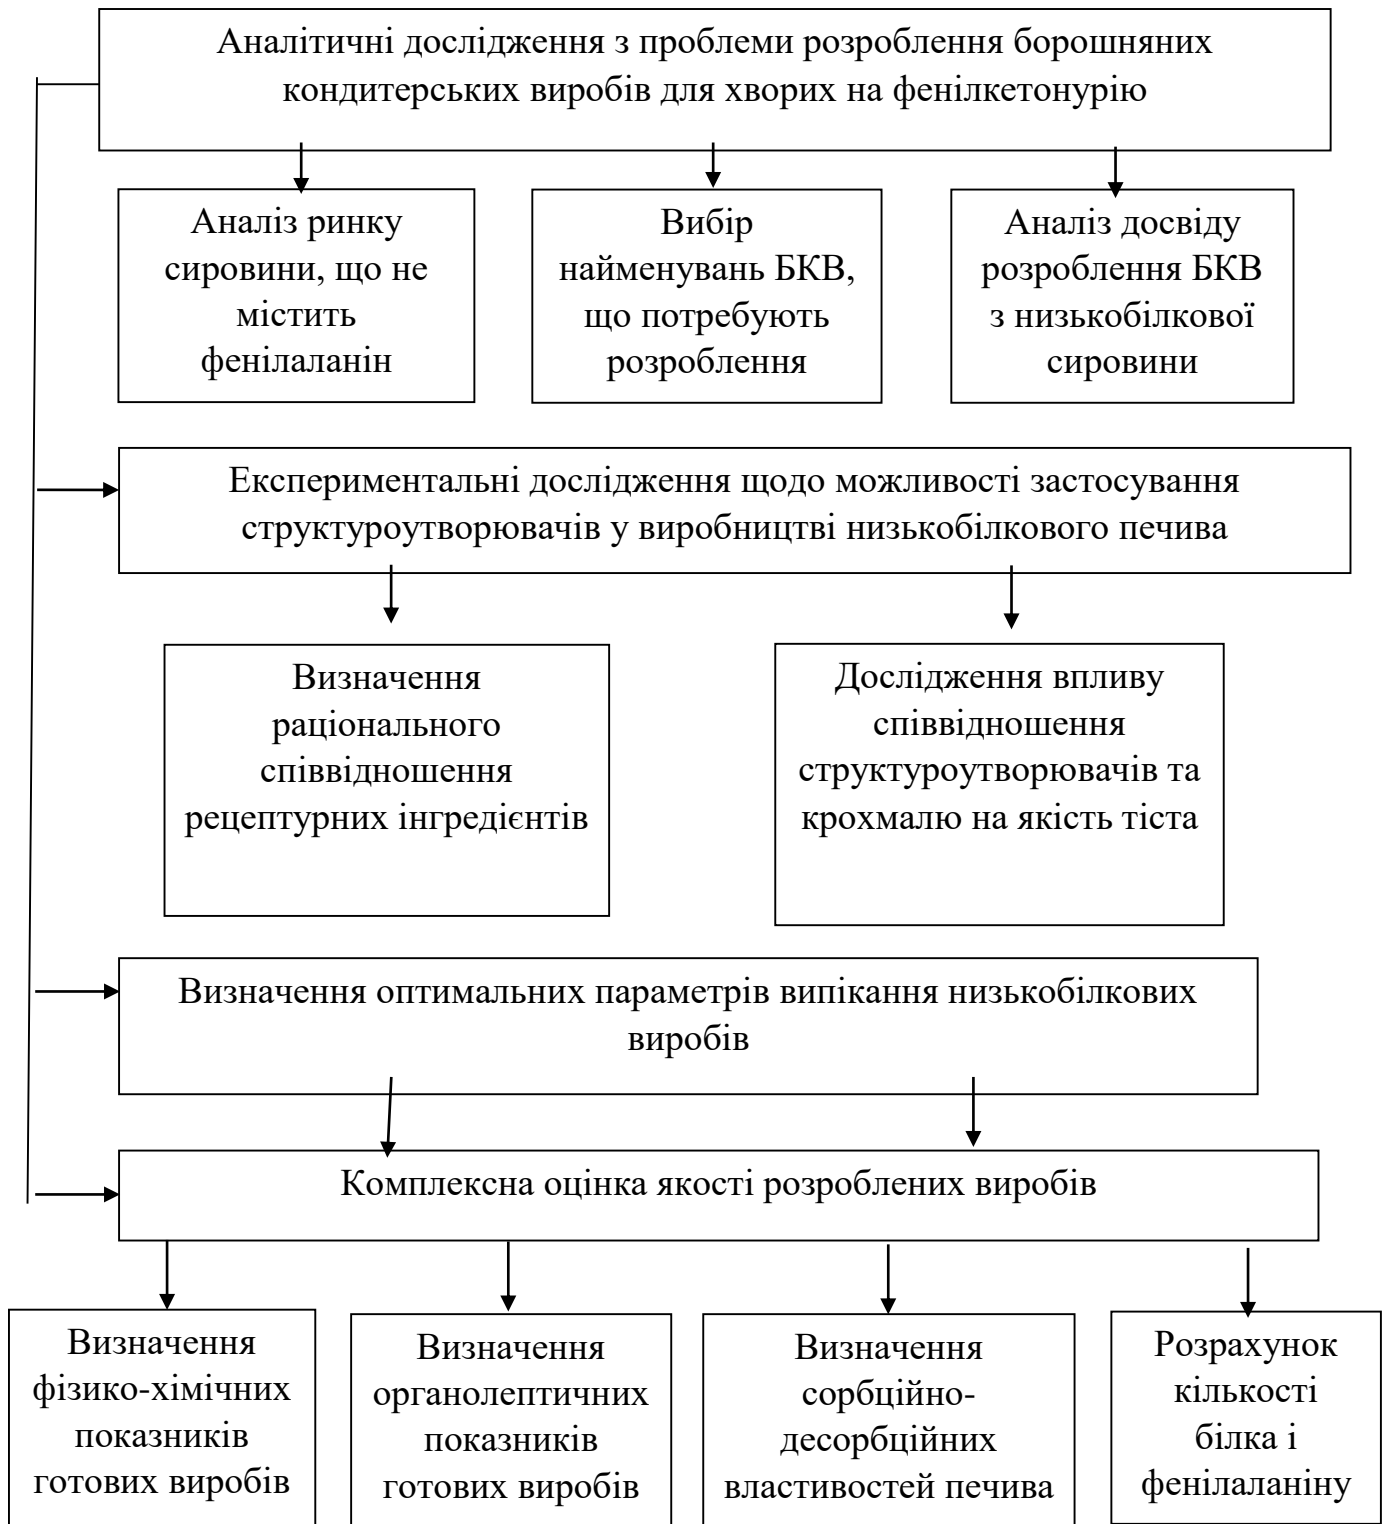 Аналітичні дослідження з проблеми розроблення борошняних
кондитерських виробів для хворих на фенілкетонурію
Аналіз ринку
сировини, що не
містить
фенілаланін
Вибір
найменувань БКВ,
що потребують
розроблення
Аналіз досвіду
розроблення БКВ
з низькобілкової
сировини
Експериментальні дослідження щодо можливості застосування
структуроутворювачів у виробництві низькобілкового печива
Визначення
раціонального
співвідношення
рецептурних інгредієнтів
Дослідження впливу
співвідношення
структуроутворювачів та
крохмалю на якість тіста
Визначення оптимальних параметрів випікання низькобілкових
виробів
Комплексна оцінка якості розроблених виробів
Визначення
фізико-хімічних
показників
готових виробів
Визначення
органолептичних
показників
готових виробів
Визначення
сорбційно-
десорбційних
властивостей печива
Розрахунок
кількості
білка і
фенілаланіну